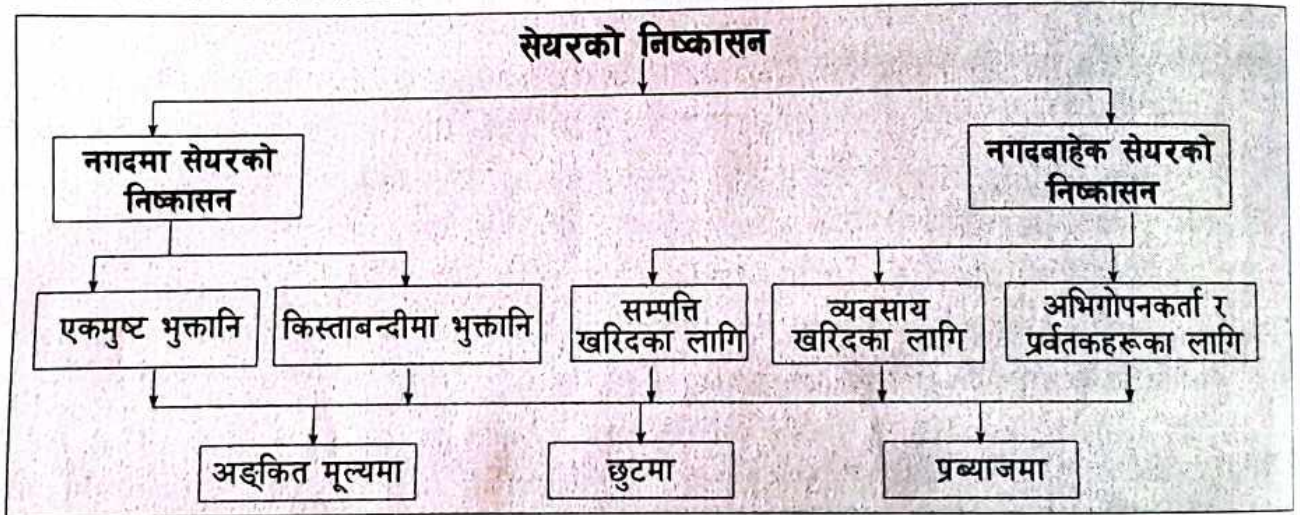 सेयरको निष्कासन
नगदमा सेयरको
निष्कासन
नगदबाहेक सेयरको
निष्कासन
एकमुष्ट भुक्तानि
किस्ताबन्दीमा भुक्तानि
सम्पत्ति
खरिदका लागि
व्यवसाय
खरिदका लागि
अभिगोपनकर्ता र
प्रर्वतकहरूका लागि
अङ्कित मूल्यमा
छुटमा
प्रब्याजमा